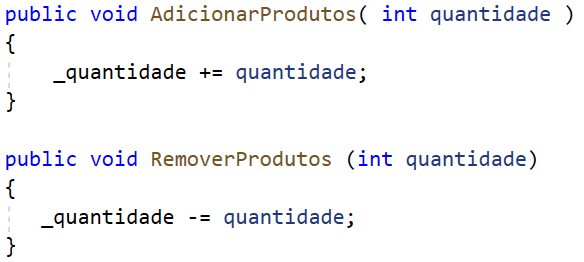 public void AdicionarProdutos( int quantidade )
{
    _quantidade += quantidade;
}

public void RemoverProdutos (int quantidade)
{
   _quantidade -= quantidade;
}